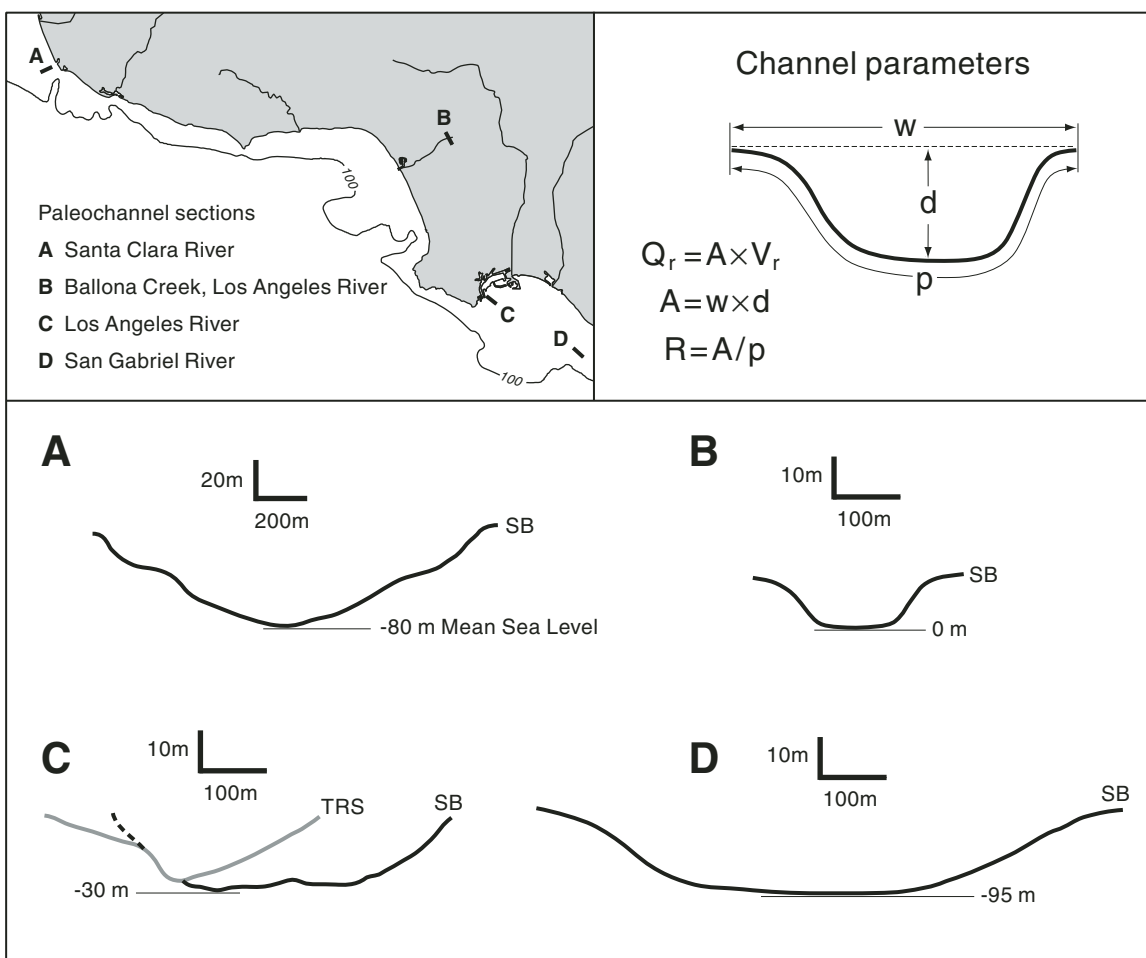 A
B
100
Paleochannel sections
A Santa Clara River
B Ballona Creek, Los Angeles River
C Los Angeles River
D San Gabriel River
C
D
100
Channel parameters
w
d
p
Qr = A×Vr
A=w×d
R=A/p
A
20m
200m
SB
-80 m Mean Sea Level
B
10m
100m
SB
0 m
C
10m
100m
TRS
SB
-30 m
D
10m
100m
SB
-95 m